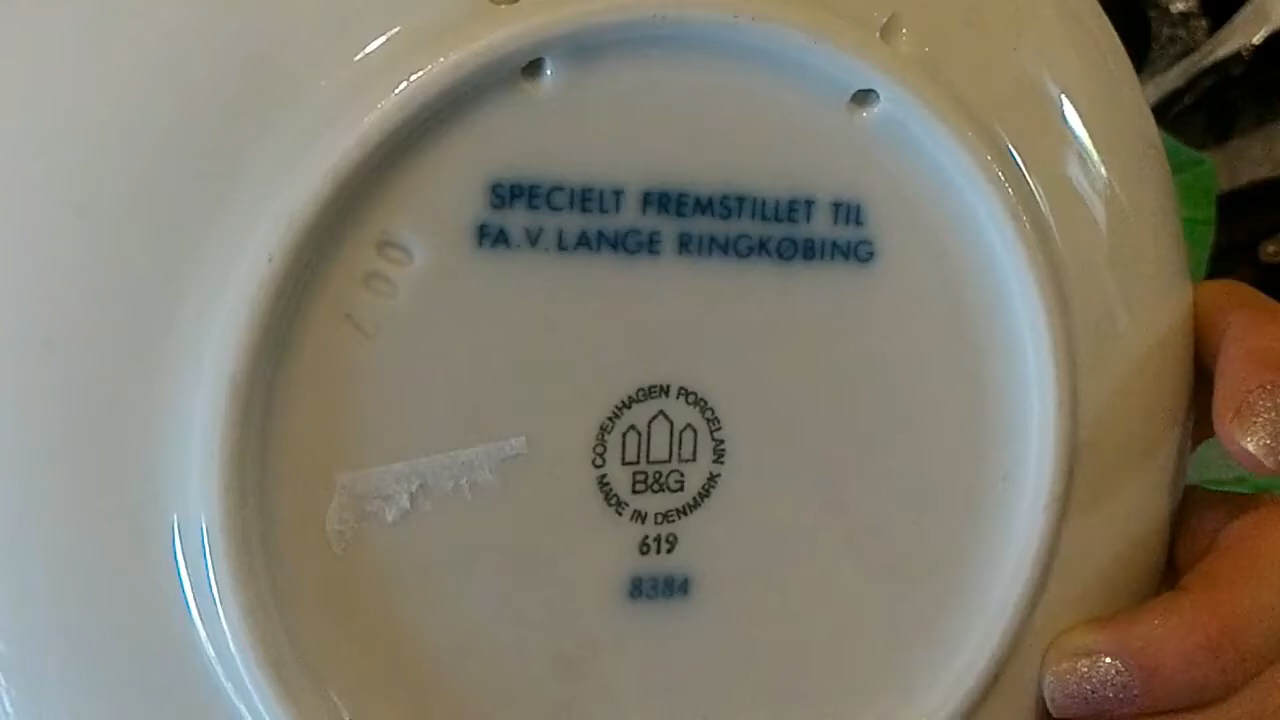 SPECIELT FREMSTILLET TIL
FA.V. LANGE RINGKØBING
COPENHAGEN PORCELAIN
B&G
MADE IN DENMARK
619
8384